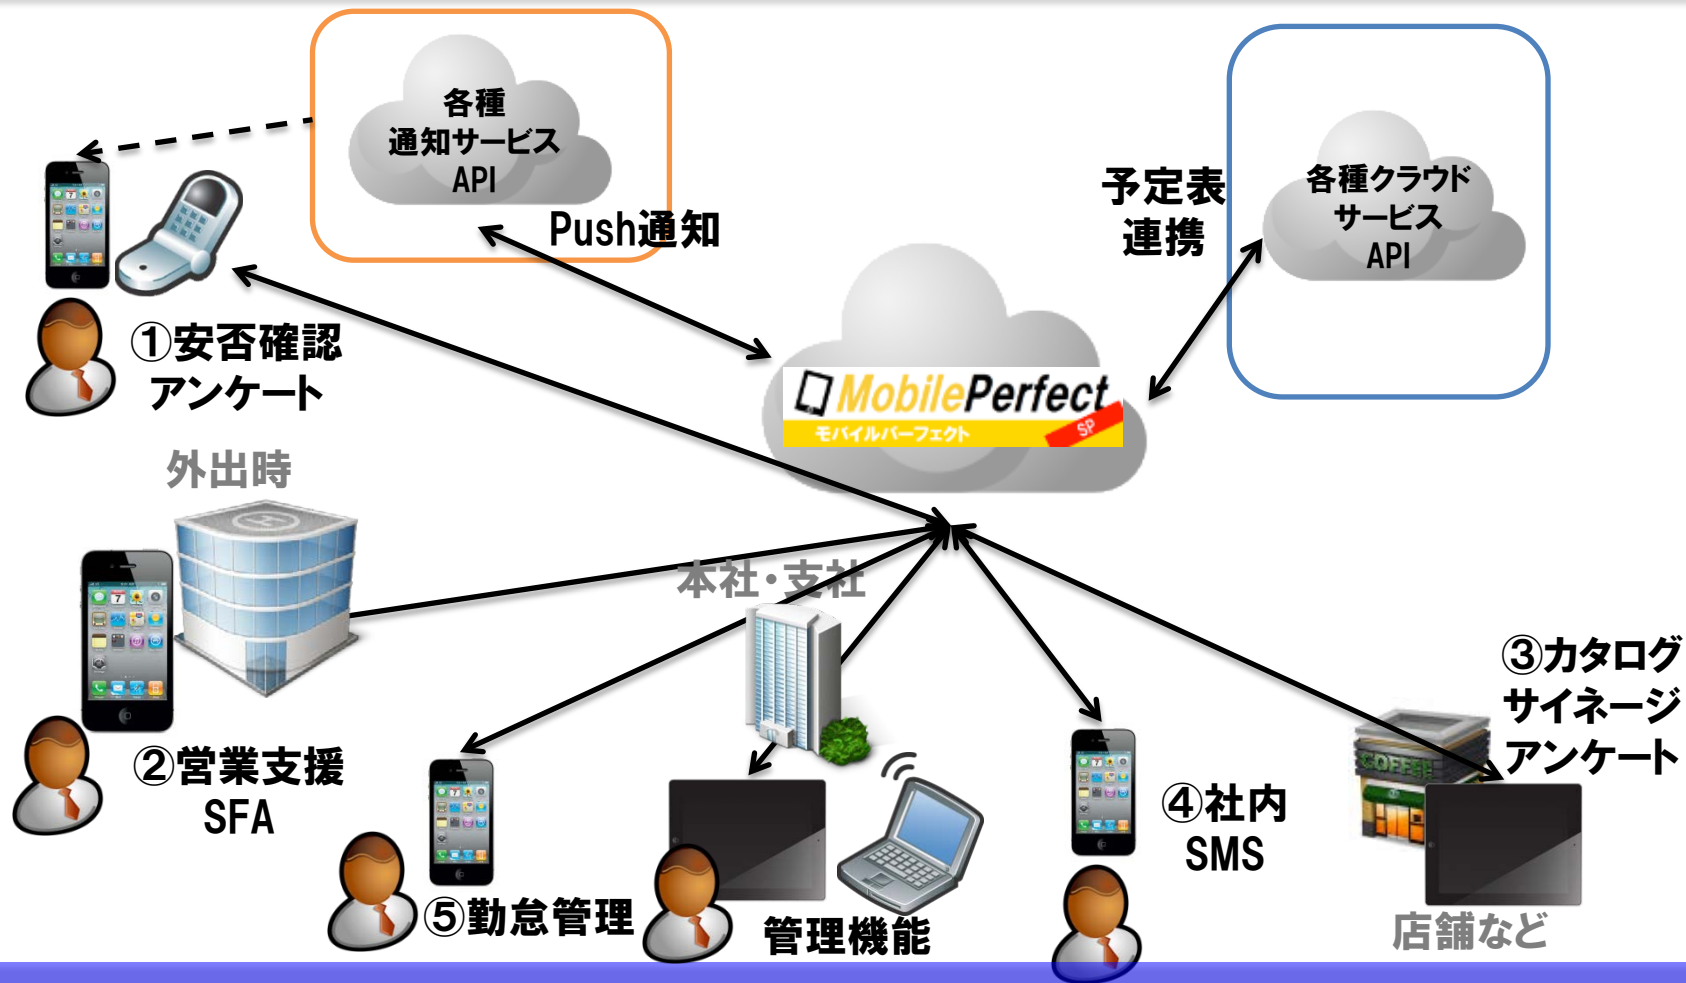 各種
通知サービス
API
Push通知
予定表
連携
各種クラウド
サービス
API
①安否確認
アンケート
MobilePerfect
モバイルパーフェクト
SP
外出時
本社・支社
②営業支援
SFA
③カタログ
サイネージ
アンケート
COFFEE
④社内
SMS
⑤勤怠管理
管理機能
店舗など